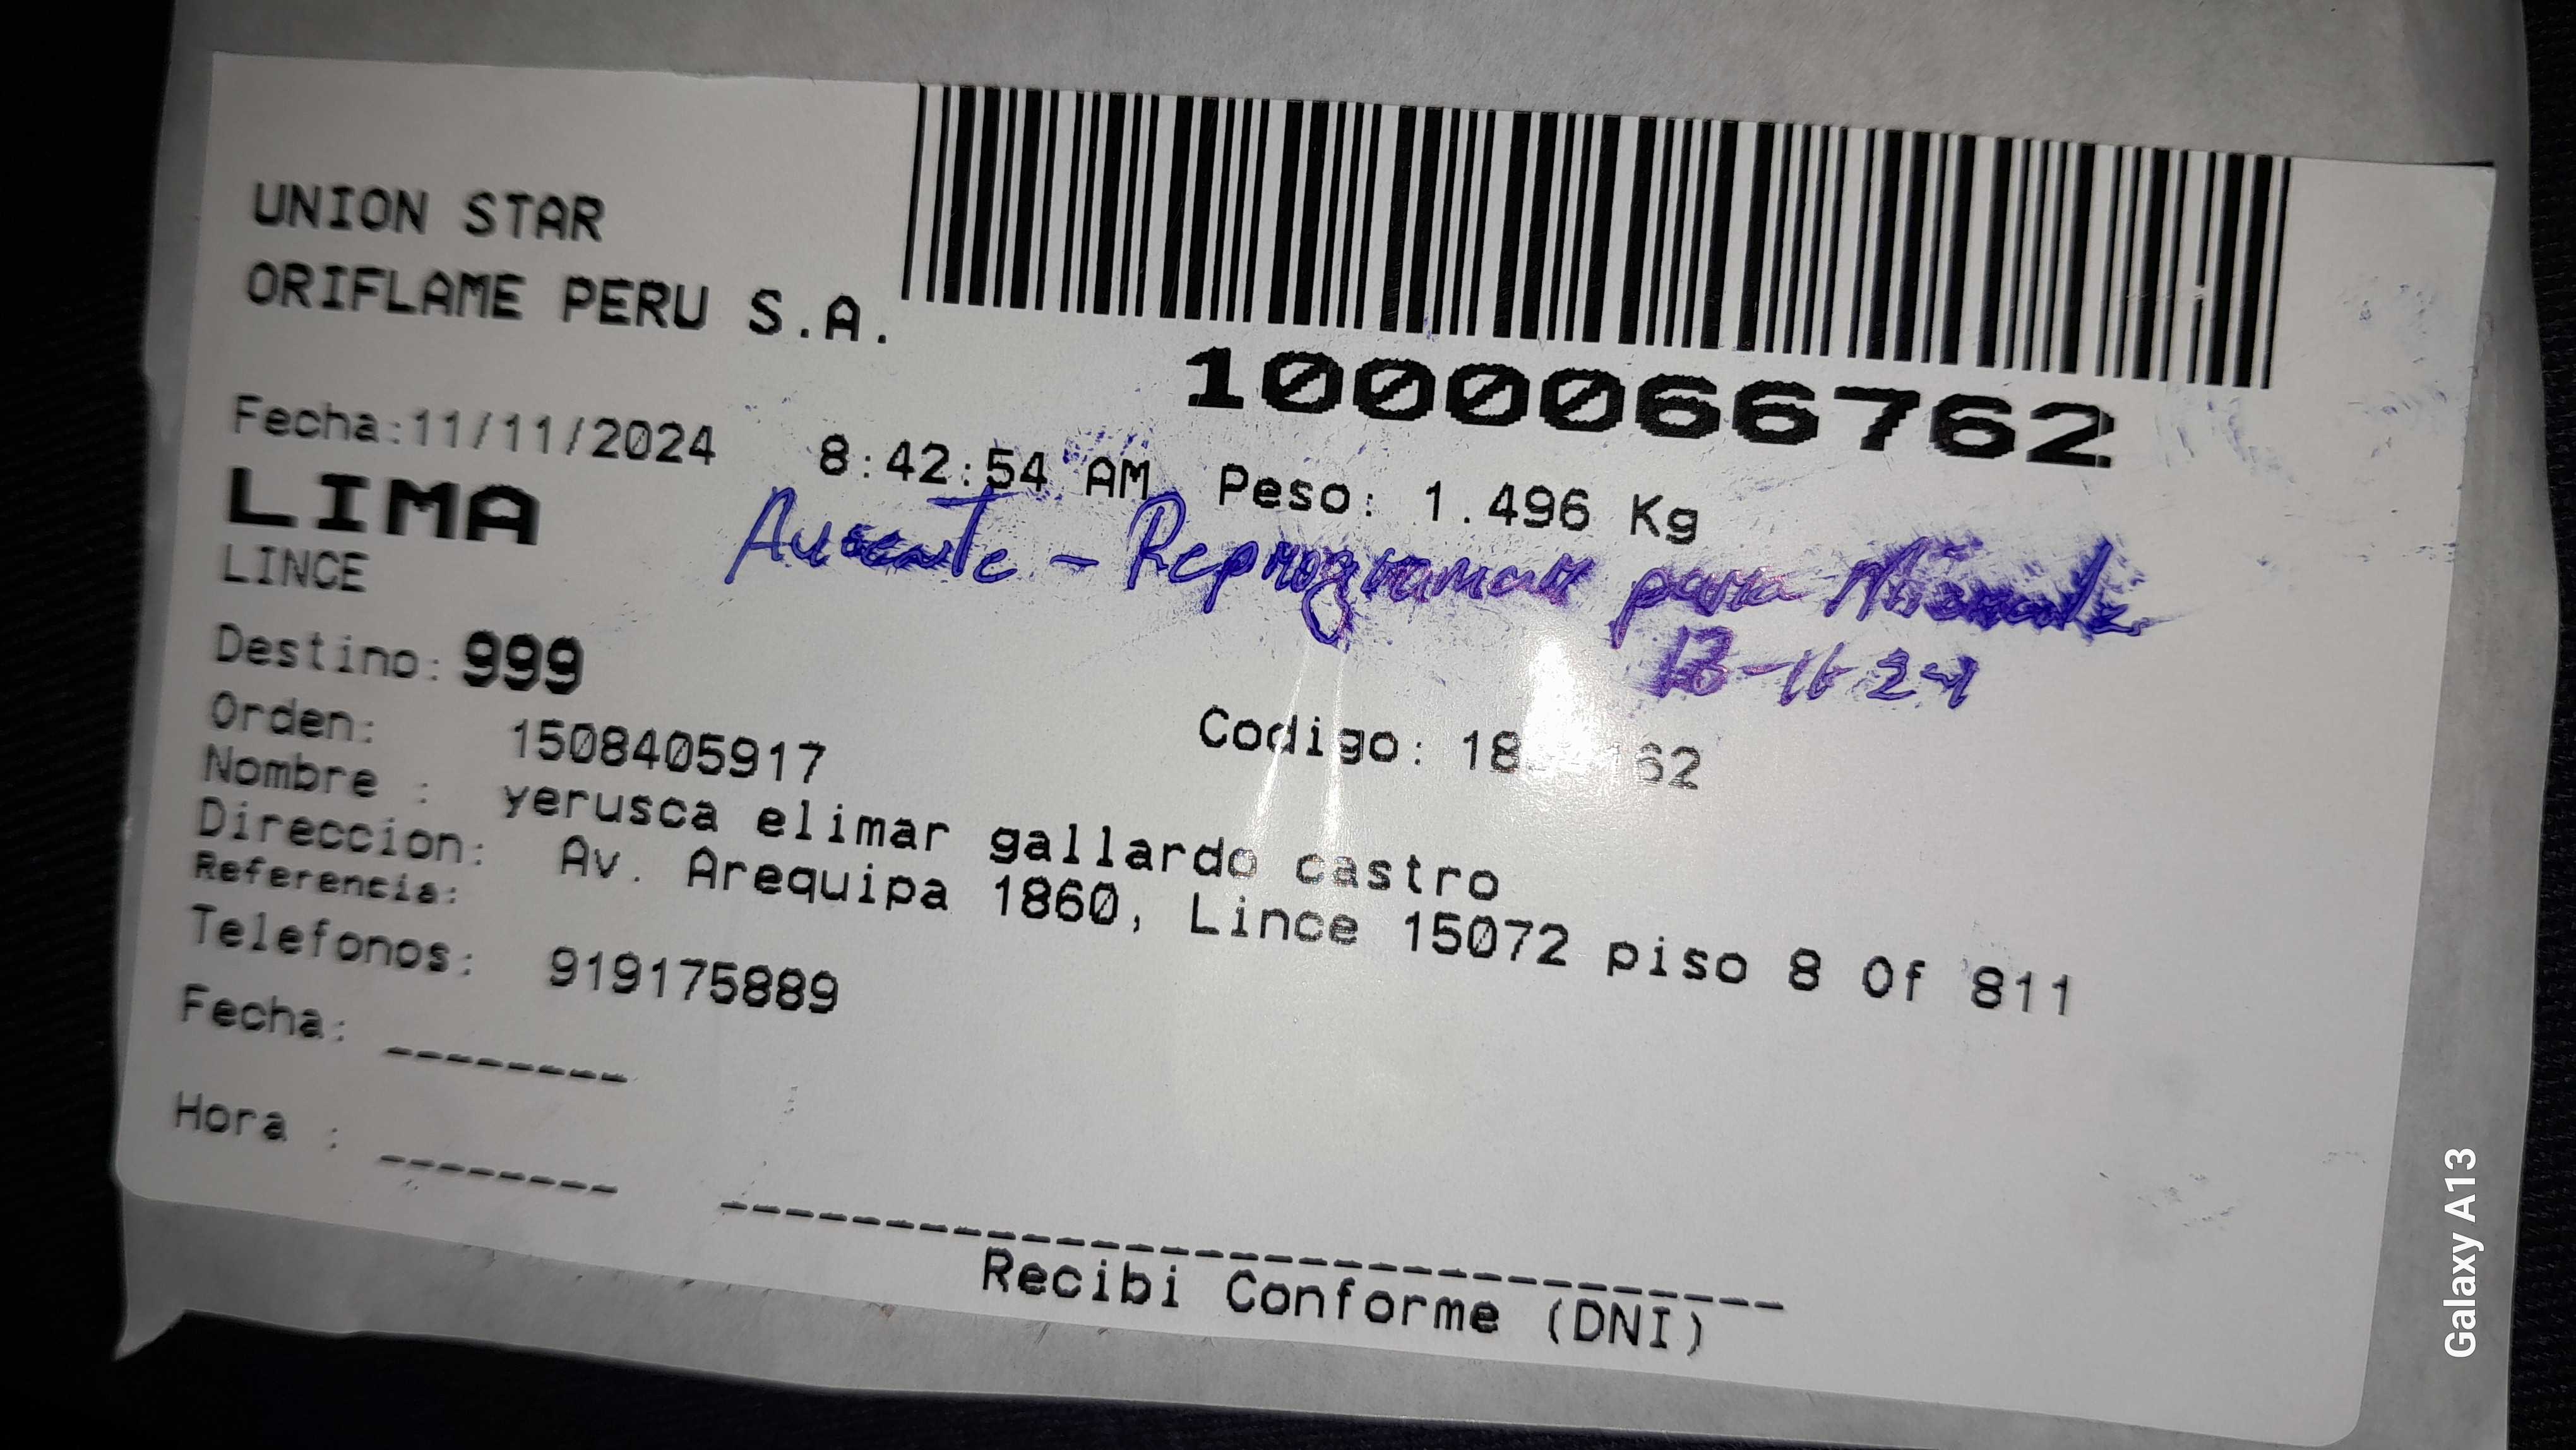 UNION STAR
ORIFLAME PERU S.A.
1000066762
Fecha:11/11/2024 8:42:54 AM Peso: 1.496 Kg
LIMA
Ausente - Reprogramar para
LINCE
Destino: 999
Orden: 1508405917 Codigo:
Nombre : yerusca elimar gallardo castro
Direccion: Av. Arequipa 1860, Lince 15072 piso 8 Of 811
Referencia:
Telefonos: 919175889
Fecha: ________
Hora : ________
Recibi Conforme (DNI)
Galaxy A13